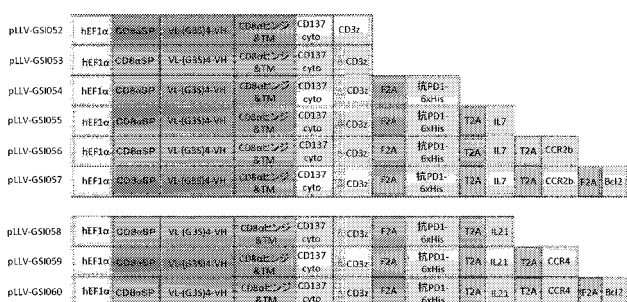 pLLV-GSI052 hEF1α CD8αSP VL-(G3S)4-VH CD8αヒンジ&TM CD137 cyto CD3z
pLLV-GSI053 hEF1α CD8αSP VL-(G3S)4-VH CD8αヒンジ&TM CD137 cyto CD3z
pLLV-GSI054 hEF1α CD8αSP VL-(G3S)4-VH CD8αヒンジ&TM CD137 cyto CD3z F2A 抗PD1-6xHis
pLLV-GSI055 hEF1α CD8αSP VL-(G3S)4-VH CD8αヒンジ&TM CD137 cyto CD3z F2A 抗PD1-6xHis T2A IL7
pLLV-GSI056 hEF1α CD8αSP VL-(G3S)4-VH CD8αヒンジ&TM CD137 cyto CD3z F2A 抗PD1-6xHis T2A IL7 T2A CCR2b
pLLV-GSI057 hEF1α CD8αSP VL-(G3S)4-VH CD8αヒンジ&TM CD137 cyto CD3z F2A 抗PD1-6xHis T2A IL7 T2A CCR2b F2A Bcl2
pLLV-GSI058 hEF1α CD8αSP VL-(G3S)4-VH CD8αヒンジ&TM CD137 cyto CD3z F2A 抗PD1-6xHis T2A IL21
pLLV-GSI059 hEF1α CD8αSP VL-(G3S)4-VH CD8αヒンジ&TM CD137 cyto CD3z F2A 抗PD1-6xHis T2A IL21 T2A CCR4
pLLV-GSI060 hEF1α CD8αSP VL-(G3S)4-VH CD8αヒンジ&TM CD137 cyto CD3z F2A 抗PD1-6xHis T2A IL21 T2A CCR4 F2A Bcl2